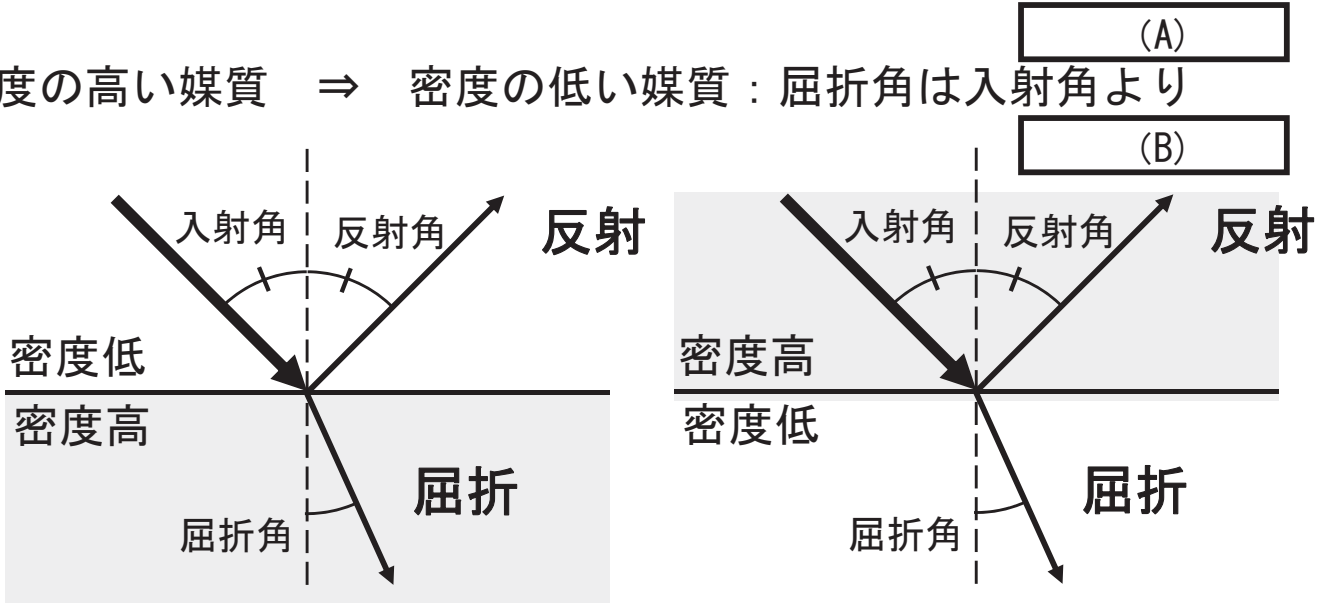 (A)
度の高い媒質 ⇒ 密度の低い媒質：屈折角は入射角より
(B)
入射角 反射角 反射 入射角 反射角 反射
密度低 密度高
密度高 密度低
屈折 屈折
屈折角 屈折角